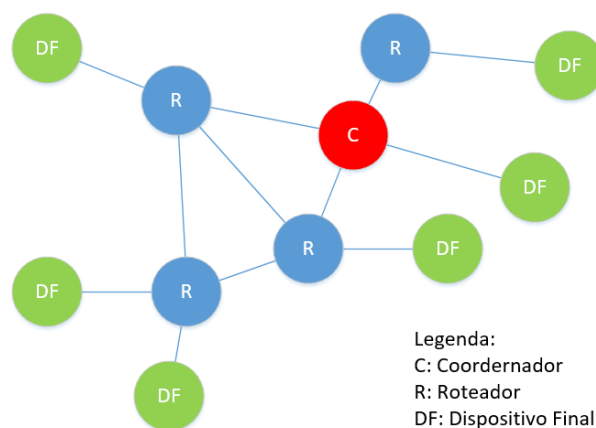 DF
R
DF
R
C
DF
R
DF
DF
R
DF
Legenda:
C: Coordernador
R: Roteador
DF: Dispositivo Final